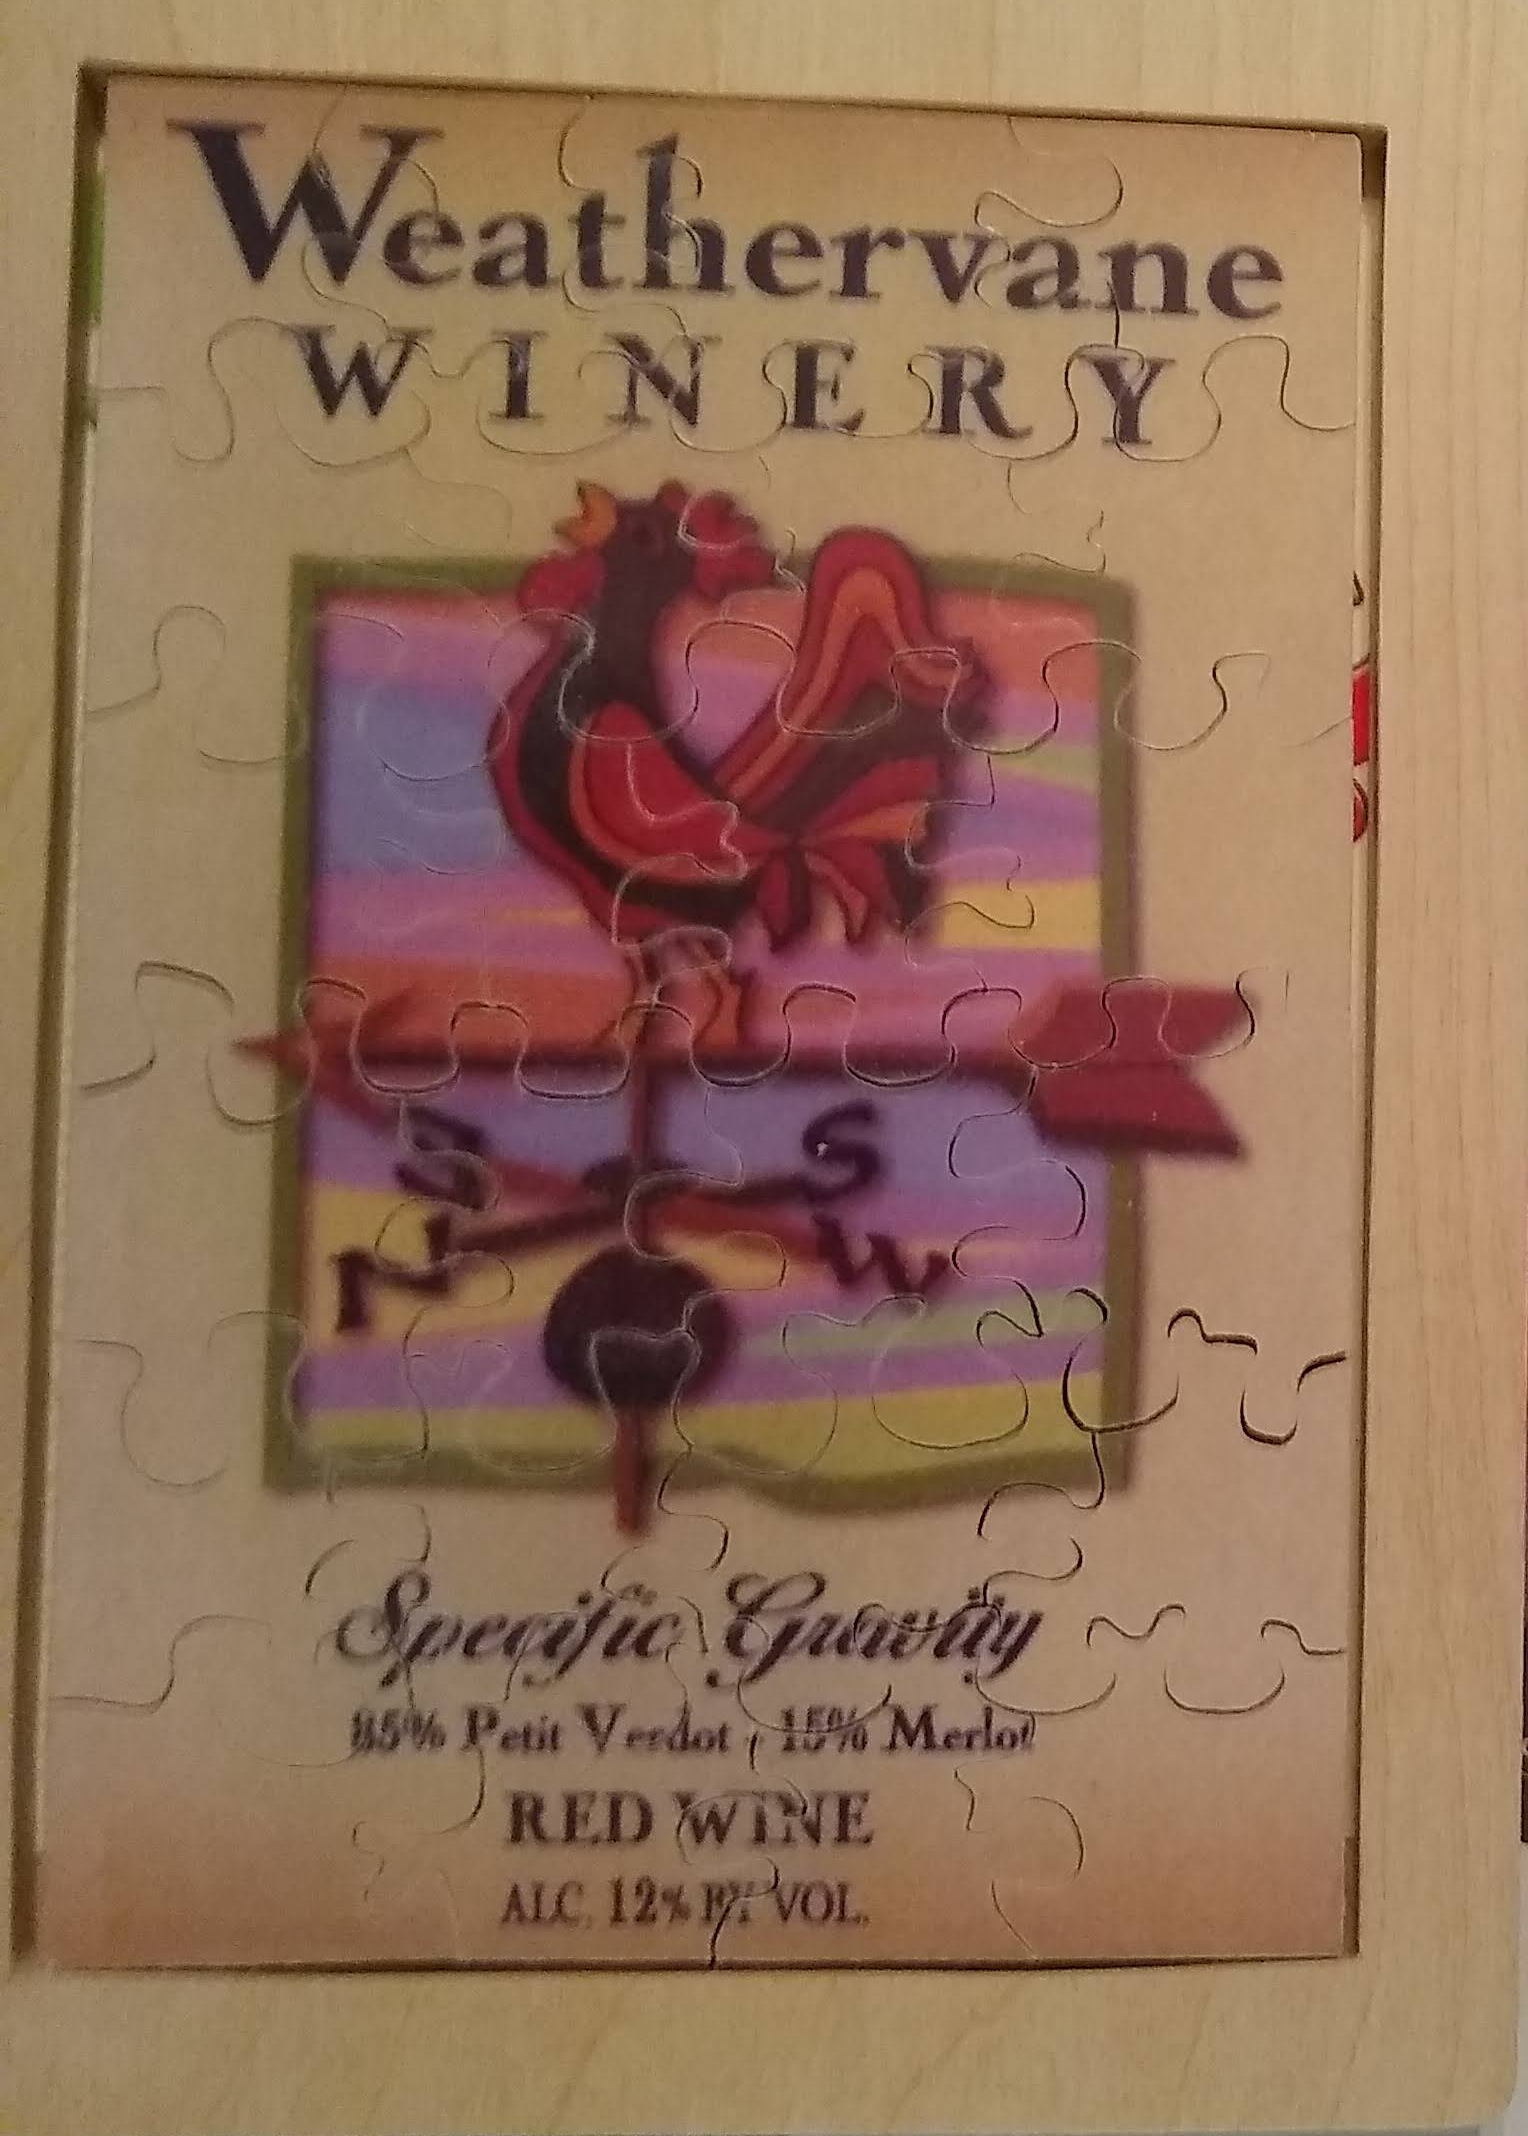 Weathervane
WINERY
S
N
W
Specific Gravity
85% Petit Verdot · 15% Merlot
RED WINE
ALC. 12% BY VOL.